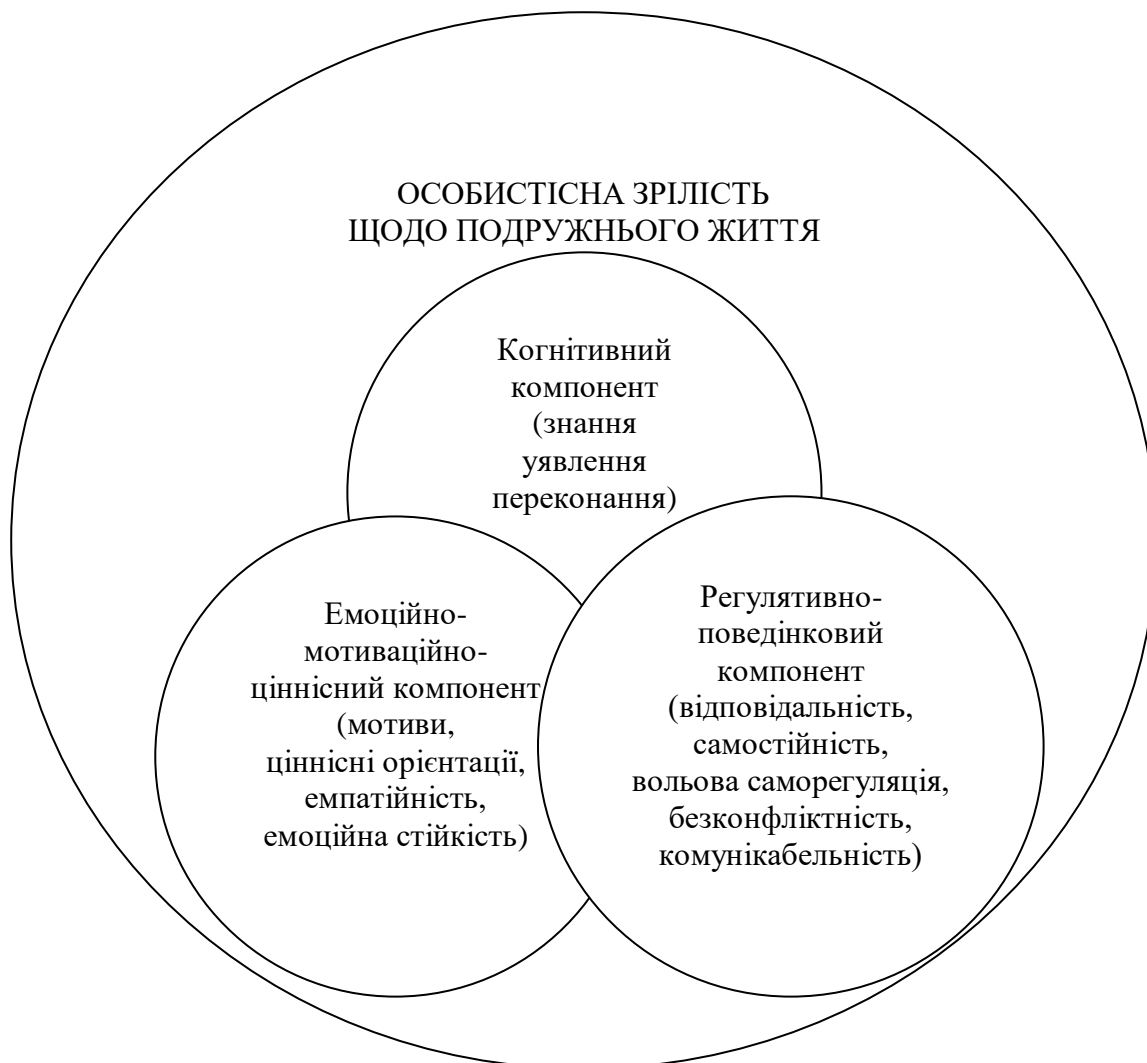 ОСОБИСТІСНА ЗРІЛІСТЬ
ЩОДО ПОДРУЖНЬОГО ЖИТТЯ
Когнітивний
компонент
(знання
уявлення
переконання)
Емоційно-
мотиваційно-
ціннісний компонент
(мотиви,
ціннісні орієнтації,
емпатійність,
емоційна стійкість)
Регулятивно-
поведінковий
компонент
(відповідальність,
самостійність,
вольова саморегуляція,
безконфліктність,
комунікабельність)